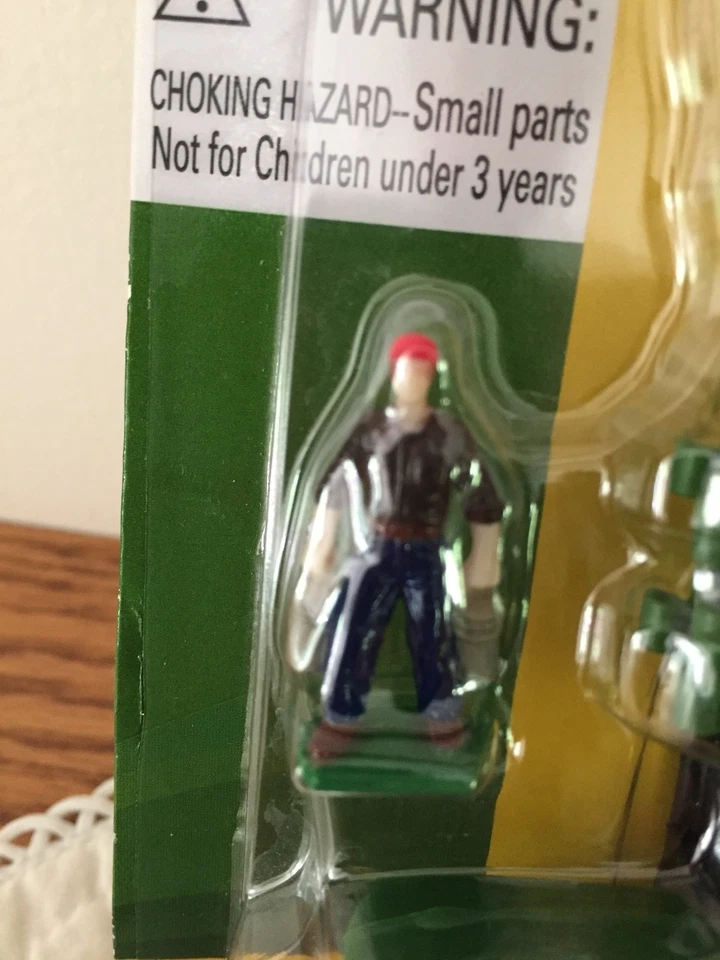 WARNING:
CHOKING HAZARD--Small parts
Not for Children under 3 years